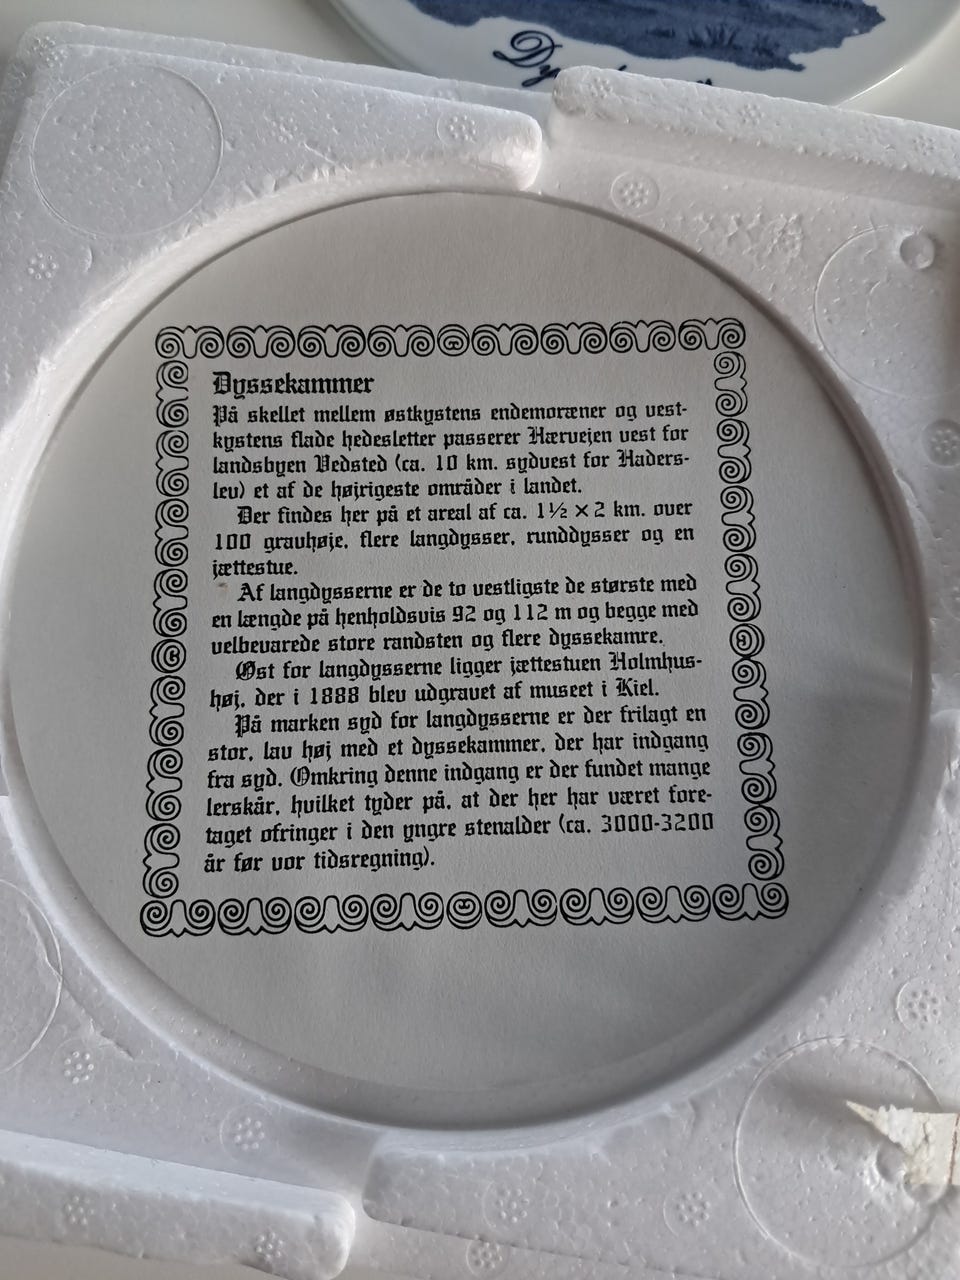 Dyssekammer
På skellet mellem østkystens endemoræner og vest-
kystens flade hedesletter passerer Hærvejen vest for
landsbyen Vedsted (ca. 10 km. sydvest for Haders-
lev) et af de højrigeste områder i landet.
Der findes her på et areal af ca. 1½ × 2 km. over
100 gravhøje, flere langdysser, runddysser og en
jættestue.
Af langdysserne er de to vestligste de største med
en længde på henholdsvis 92 og 112 m og begge med
velbevarede store randsten og flere dyssekamre.
Øst for langdysserne ligger jættestuen Holmhus-
høj, der i 1888 blev udgravet af museet i Kiel.
På marken syd for langdysserne er der frilagt en
stor, lav høj med et dyssekammer, der har indgang
fra syd. Omkring denne indgang er der fundet mange
lerskår, hvilket tyder på, at der her har været fore-
taget ofringer i den yngre stenalder (ca. 3000-3200
år før vor tidsregning).